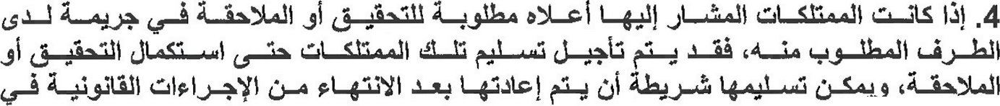 4. إذا كانت الممتلكات المشار إليها أعلاه مطلوبة للتحقيق أو الملاحقة في جريمة لدى
الطرف المطلوب منه، فقد يتم تأجيل تسليم تلك الممتلكات حتى استكمال التحقيق أو
الملاحقة، ويمكن تسليمها شريطة أن يتم إعادتها بعد الانتهاء من الإجراءات القانونية في